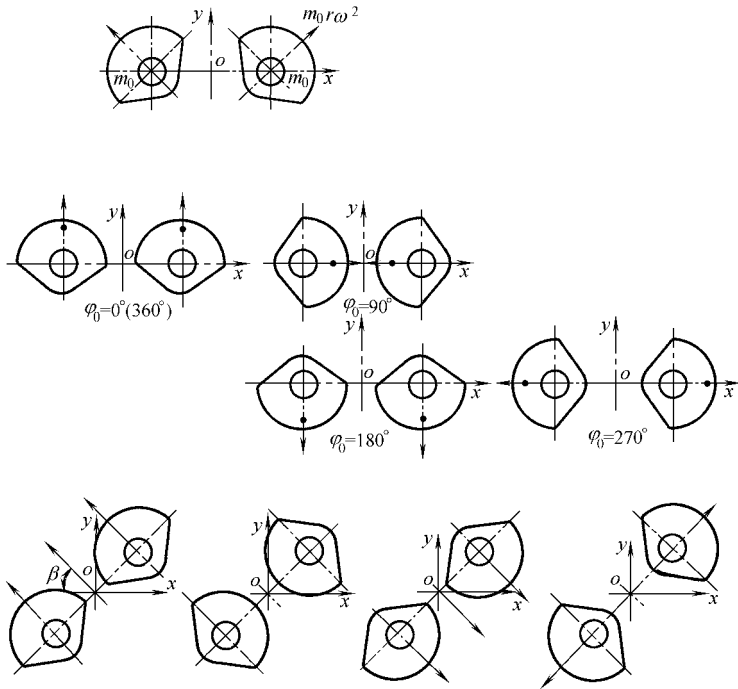 y
m₀rω²
m₀ o m₀ x
y y
o x o x
φ₀=0°(360°) φ₀=90°
y y
o x o x
φ₀=180° φ₀=270°
y y y y
β o x o x o x o x